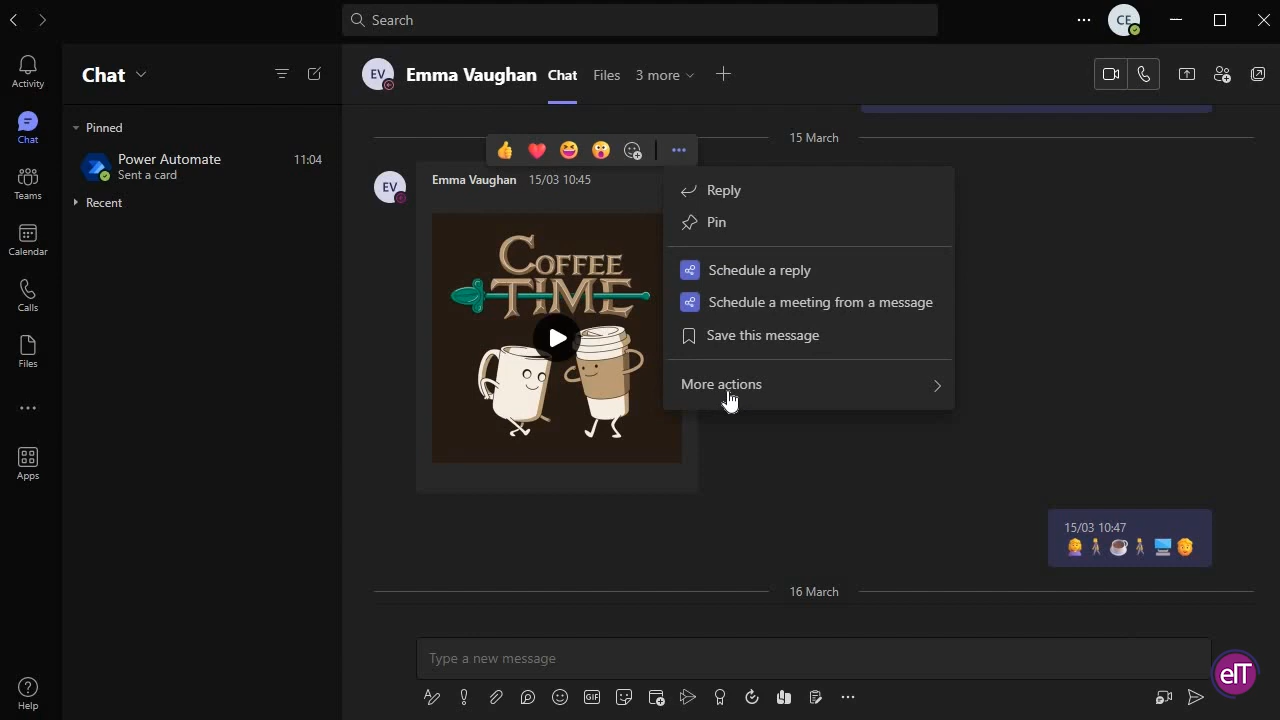 Search
CE
Activity
Chat
Teams
Calendar
Calls
Files
Apps
Help
Chat
Pinned
Power Automate
11:04
Sent a card
Recent
EV
Emma Vaughan
Chat
Files
3 more
15 March
EV
Emma Vaughan 15/03 10:45
COFFEE
TIME
Reply
Pin
Schedule a reply
Schedule a meeting from a message
Save this message
More actions
15/03 10:47
16 March
Type a new message
GIF
eIT